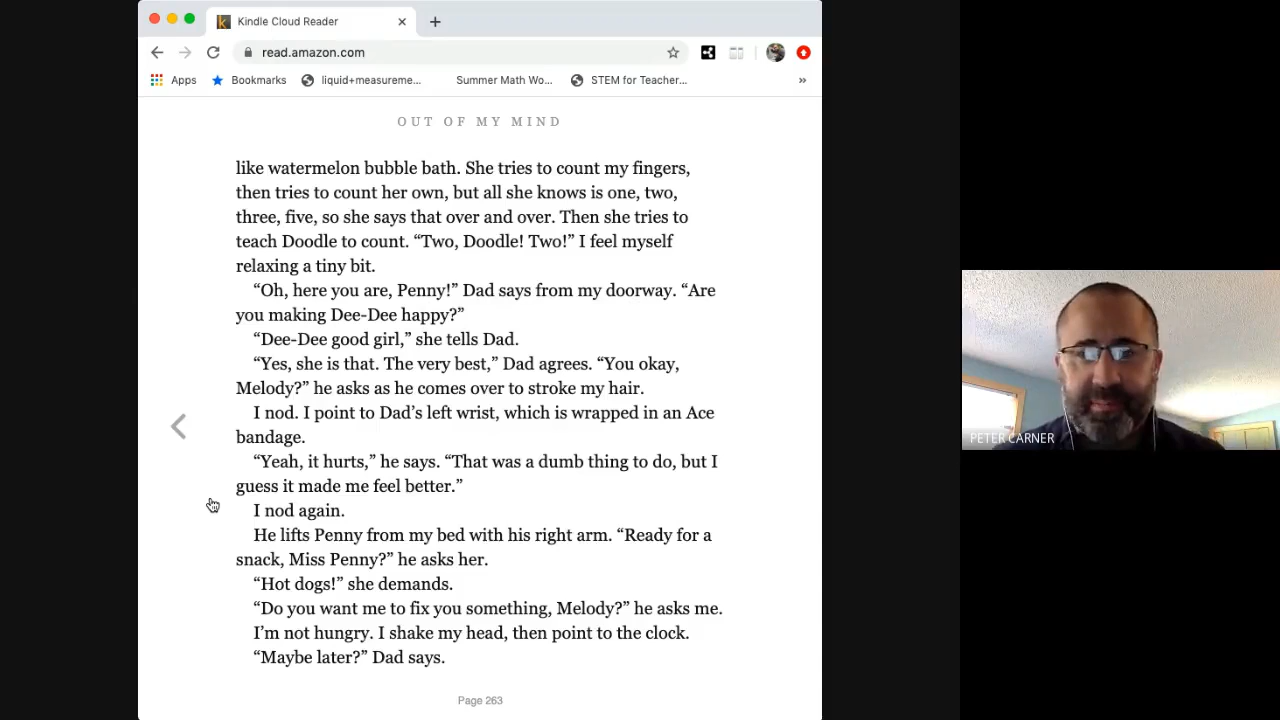 Kindle Cloud Reader
read.amazon.com
Apps Bookmarks liquid+measureme... Summer Math Wo... STEM for Teacher... »
OUT OF MY MIND
like watermelon bubble bath. She tries to count my fingers,
then tries to count her own, but all she knows is one, two,
three, five, so she says that over and over. Then she tries to
teach Doodle to count. “Two, Doodle! Two!” I feel myself
relaxing a tiny bit.
“Oh, here you are, Penny!” Dad says from my doorway. “Are
you making Dee-Dee happy?”
“Dee-Dee good girl,” she tells Dad.
“Yes, she is that. The very best,” Dad agrees. “You okay,
Melody?” he asks as he comes over to stroke my hair.
I nod. I point to Dad’s left wrist, which is wrapped in an Ace
bandage.
“Yeah, it hurts,” he says. “That was a dumb thing to do, but I
guess it made me feel better.”
I nod again.
He lifts Penny from my bed with his right arm. “Ready for a
snack, Miss Penny?” he asks her.
“Hot dogs!” she demands.
“Do you want me to fix you something, Melody?” he asks me.
I’m not hungry. I shake my head, then point to the clock.
“Maybe later?” Dad says.
Page 263
PETER CARNER